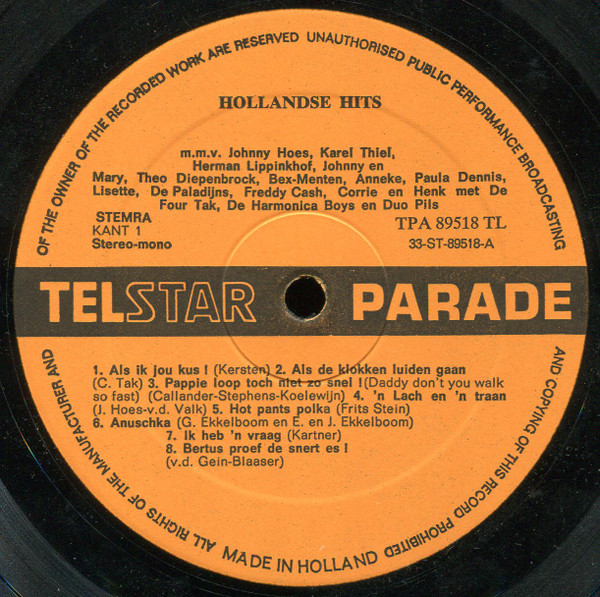 OF THE OWNER OF THE RECORDED WORK ARE RESERVED UNAUTHORISED PUBLIC PERFORMANCE BROADCASTING
HOLLANDSE HITS
m.m.v. Johnny Hoes, Karel Thief,
Herman Lippinkhof, Johnny en
Mary, Theo Diepenbrock, Bex-Menten, Anneke, Paula Dennis,
Lisette, De Paladijns, Freddy Cash, Corrie en Henk met De
Four Tak, De Harmonica Boys en Duo Pils
STEMRA
KANT 1
Stereo-mono
TPA 89518 TL
33-ST-89518-A
TELSTAR PARADE
1. Als ik jou kus ! (Kersten) 2. Als de klokken luiden gaan
(C. Tak) 3. Pappie loop toch niet zo snel ! (Daddy don't you walk
so fast) (Callander-Stephens-Koelewijn) 4. 'n Lach en 'n traan
(J. Hoes-v.d. Valk) 5. Hot pants polka (Frits Stein)
6. Anuschka (G. Ekkelboom en E. en J. Ekkelboom)
7. Ik heb 'n vraag (Kartner)
8. Bertus proef de snert es !
(v.d. Gein-Blaaser)
AND COPYING OF THIS RECORD PROHIBITED
ALL RIGHTS OF THE MANUFACTURER AND
MADE IN HOLLAND